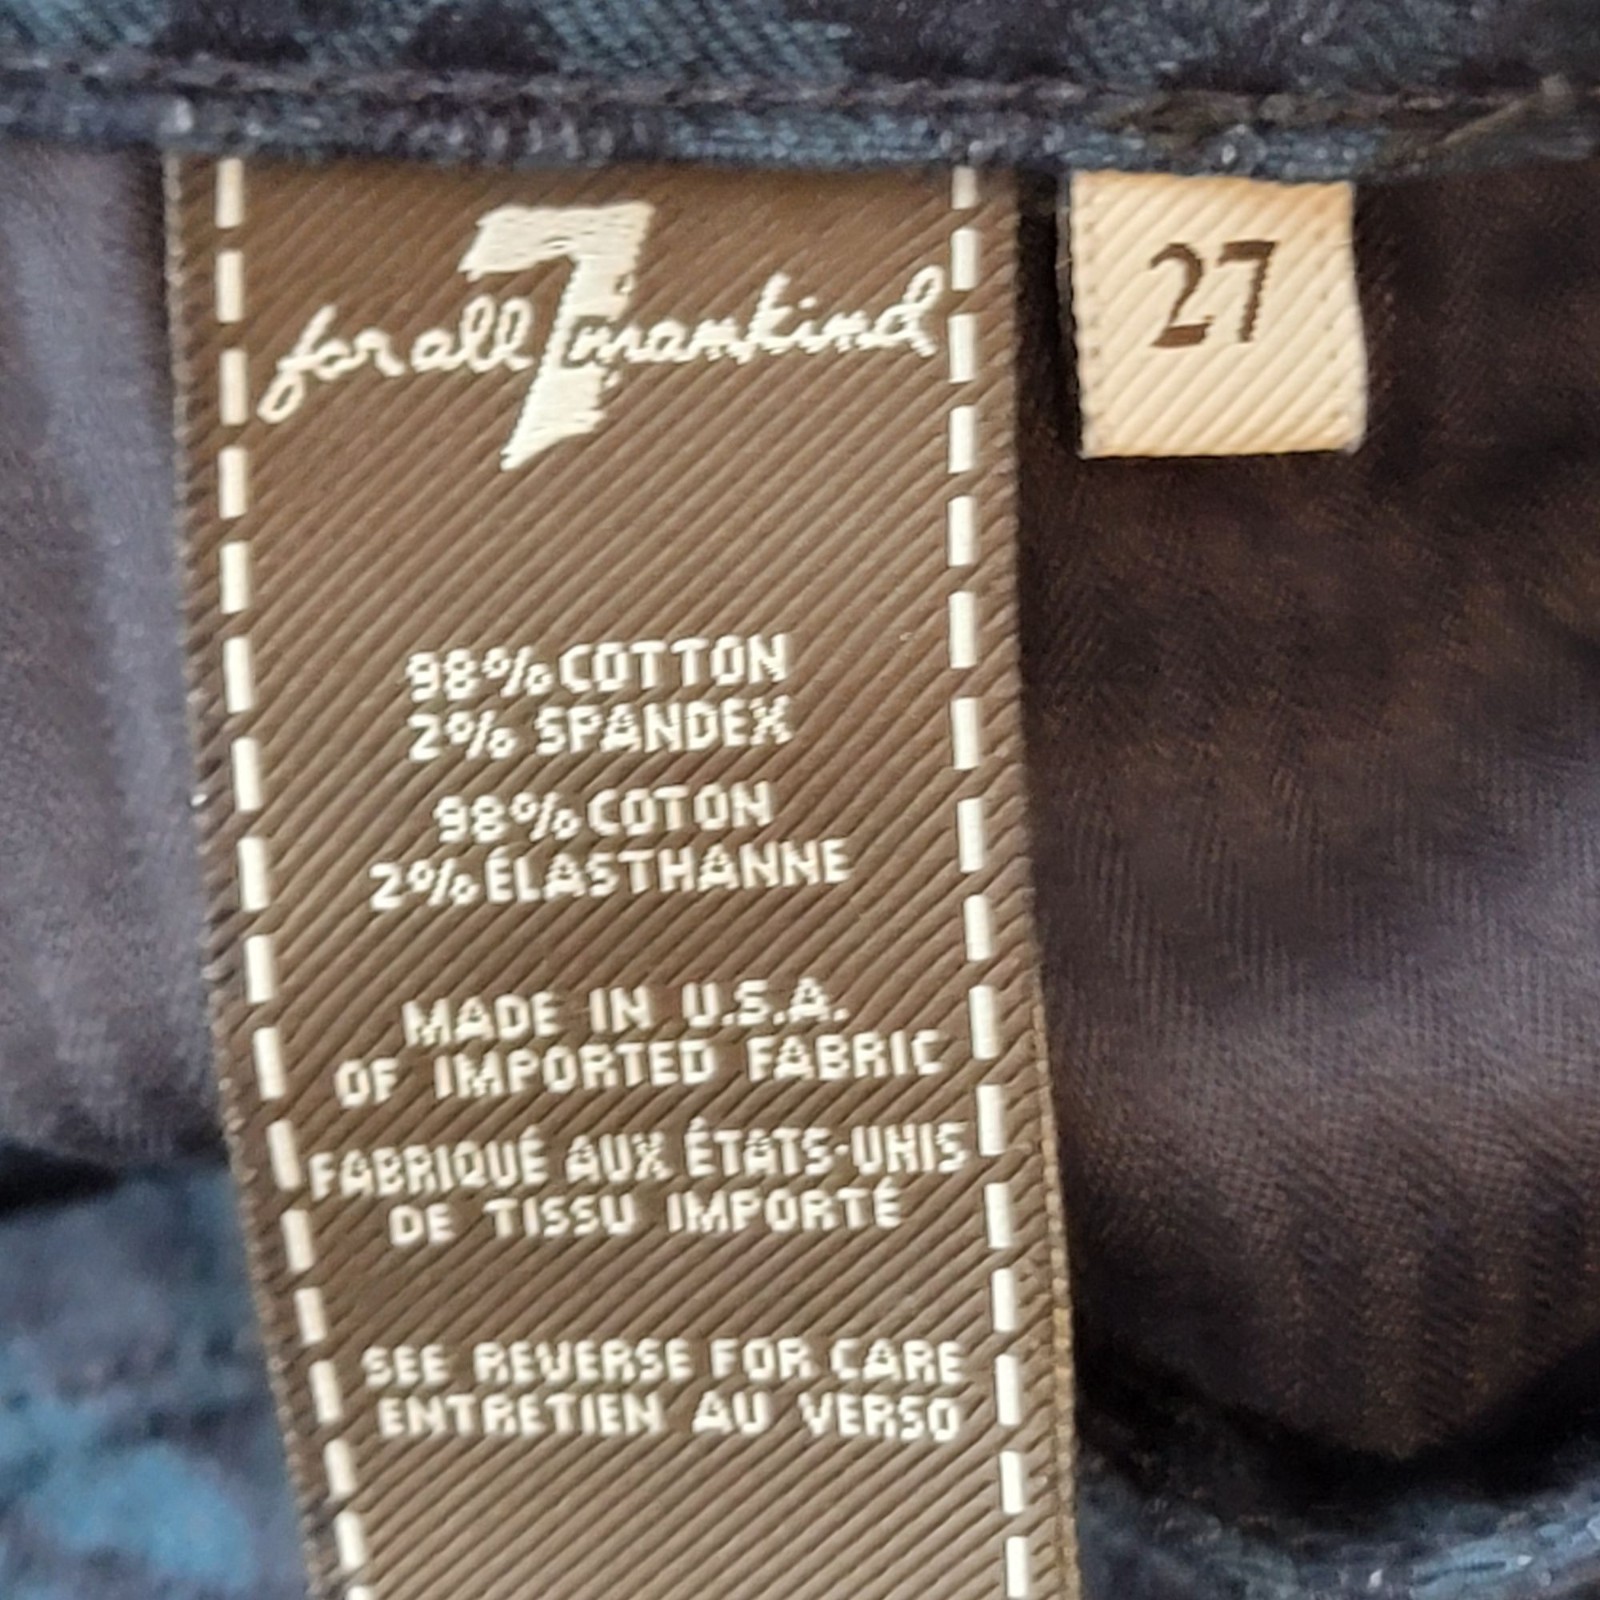 7
for all mankind
27
98% COTTON
2% SPANDEX
98% COTON
2% ÉLASTHANNE
MADE IN U.S.A.
OF IMPORTED FABRIC
FABRIQUÉ AUX ÉTATS-UNIS
DE TISSU IMPORTÉ
SEE REVERSE FOR CARE
ENTRETIEN AU VERSO